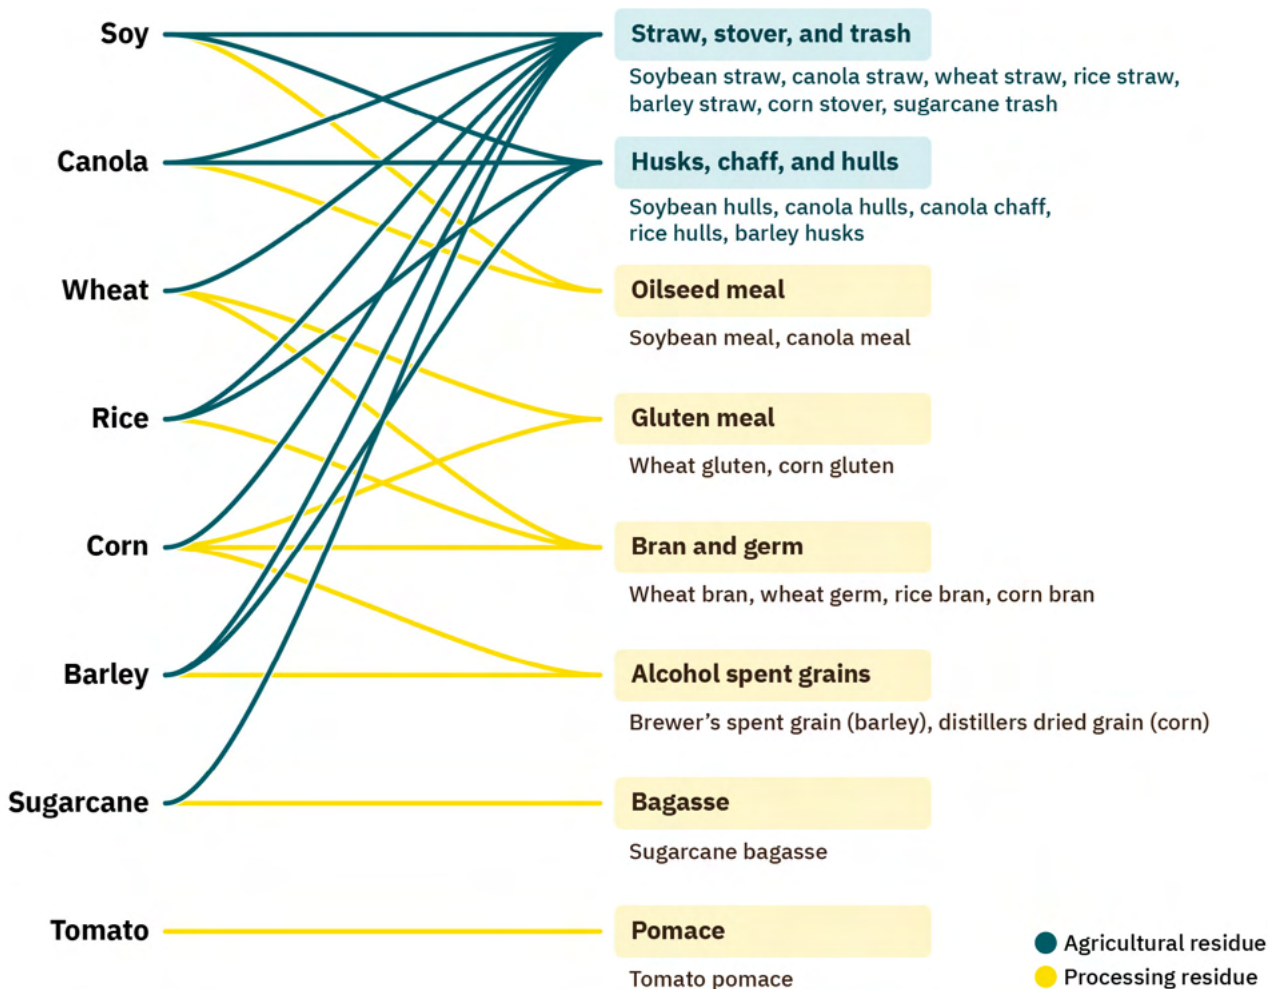 Soy
Straw, stover, and trash
Soybean straw, canola straw, wheat straw, rice straw,
barley straw, corn stover, sugarcane trash
Canola
Husks, chaff, and hulls
Soybean hulls, canola hulls, canola chaff,
rice hulls, barley husks
Wheat
Oilseed meal
Soybean meal, canola meal
Rice
Gluten meal
Wheat gluten, corn gluten
Corn
Bran and germ
Wheat bran, wheat germ, rice bran, corn bran
Barley
Alcohol spent grains
Brewer’s spent grain (barley), distillers dried grain (corn)
Sugarcane
Bagasse
Sugarcane bagasse
Tomato
Pomace
Tomato pomace
Agricultural residue
Processing residue